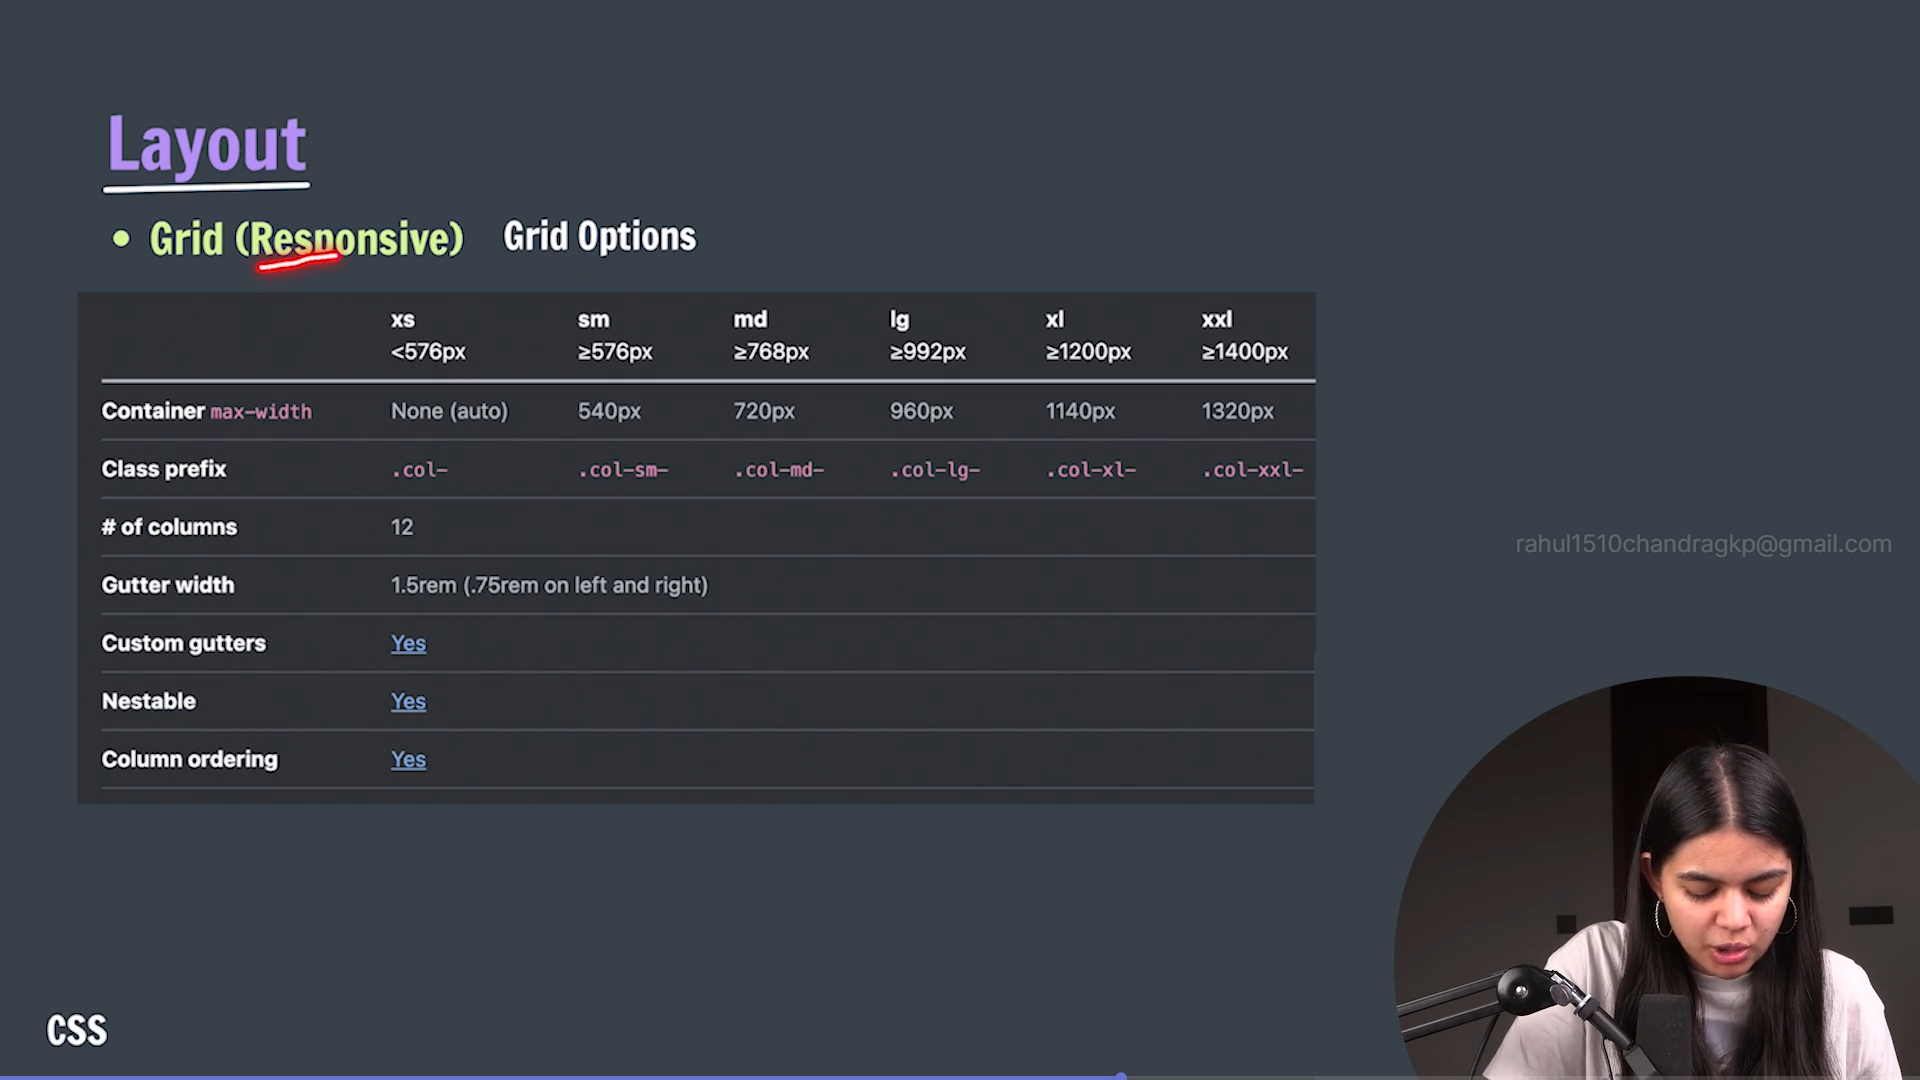 Layout
• Grid (Responsive) Grid Options
xs sm md lg xl xxl
<576px ≥576px ≥768px ≥992px ≥1200px ≥1400px
Container max-width None (auto) 540px 720px 960px 1140px 1320px
Class prefix .col- .col-sm- .col-md- .col-lg- .col-xl- .col-xxl-
# of columns 12
Gutter width 1.5rem (.75rem on left and right)
Custom gutters Yes
Nestable Yes
Column ordering Yes
rahul1510chandragkp@gmail.com
CSS